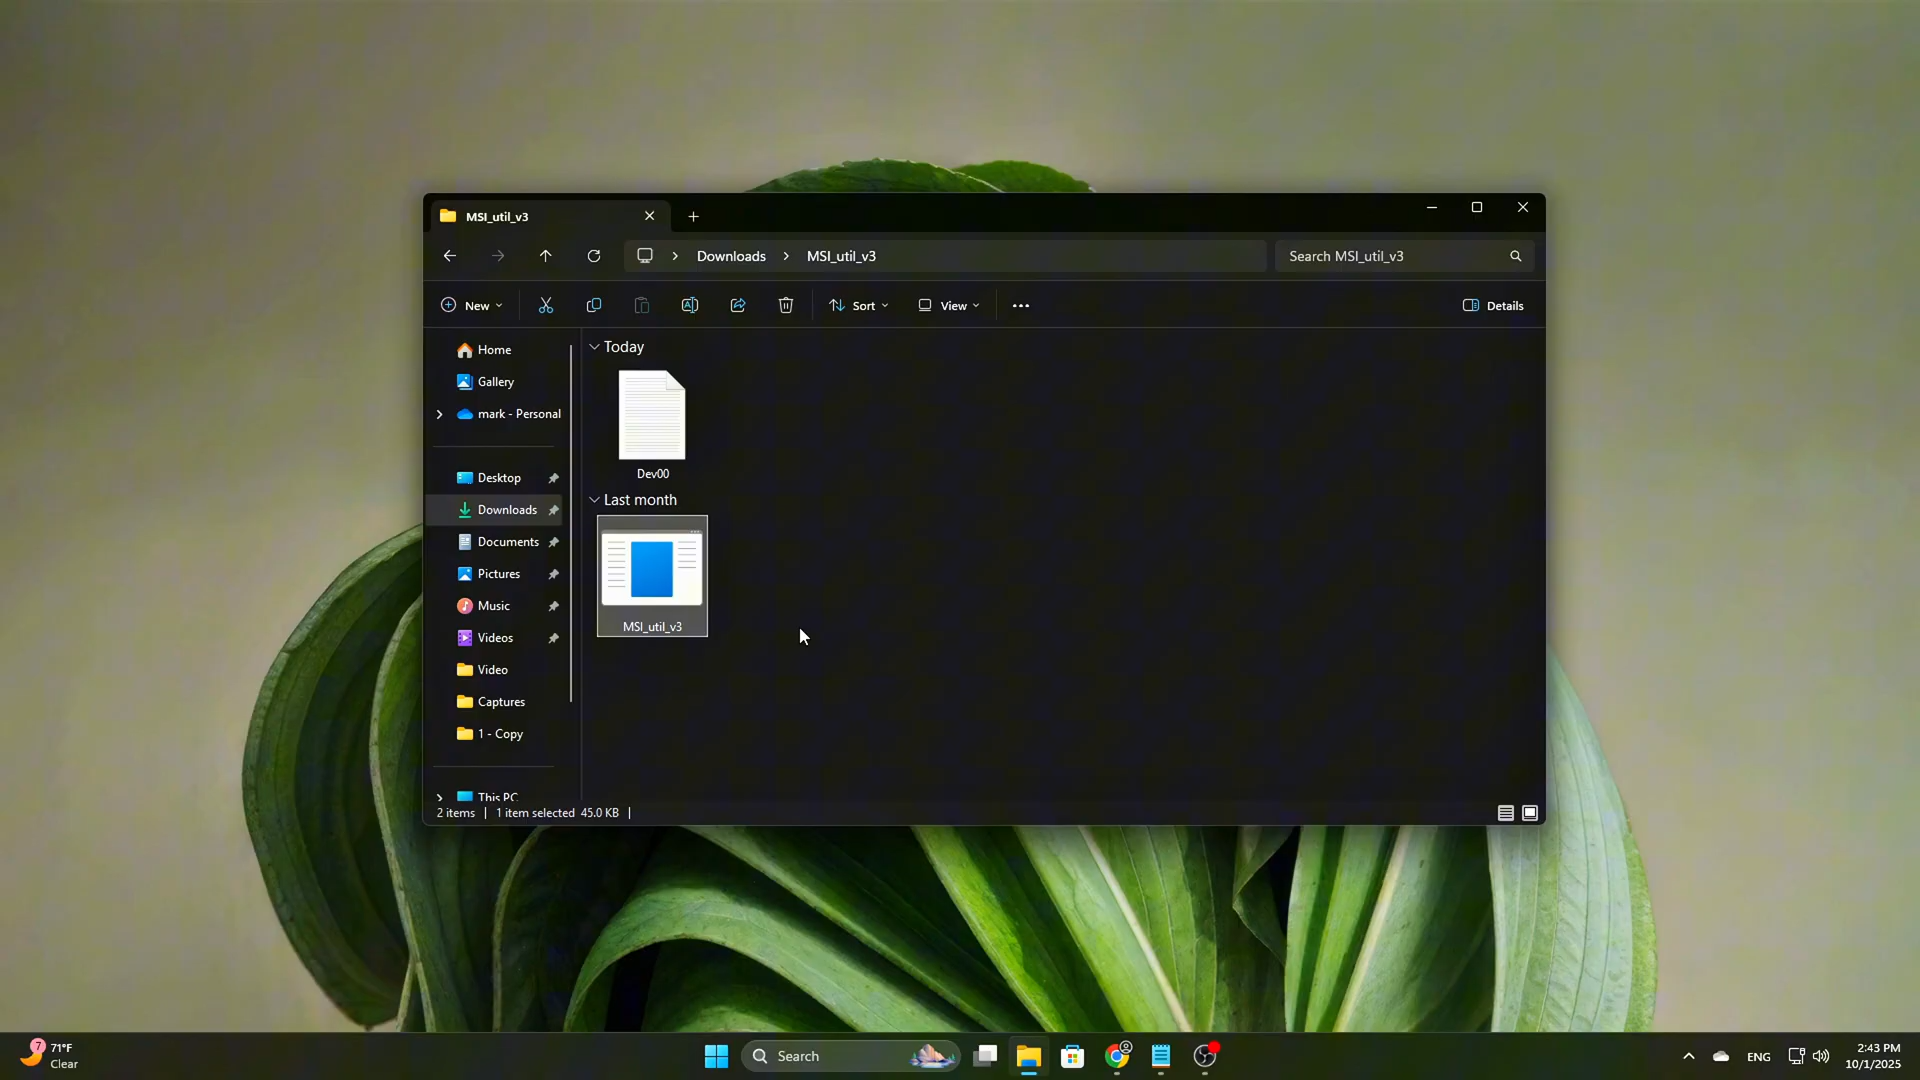 MSI_util_v3
Downloads
MSI_util_v3
Search MSI_util_v3
New
Sort
View
Details
Home
Gallery
mark - Personal
Desktop
Downloads
Documents
Pictures
Music
Videos
Video
Captures
1 - Copy
This PC
Today
Dev00
Last month
MSI_util_v3
2 items
1 item selected 45.0 KB
7
71°F
Clear
Search
ENG
2:43 PM
10/1/2025